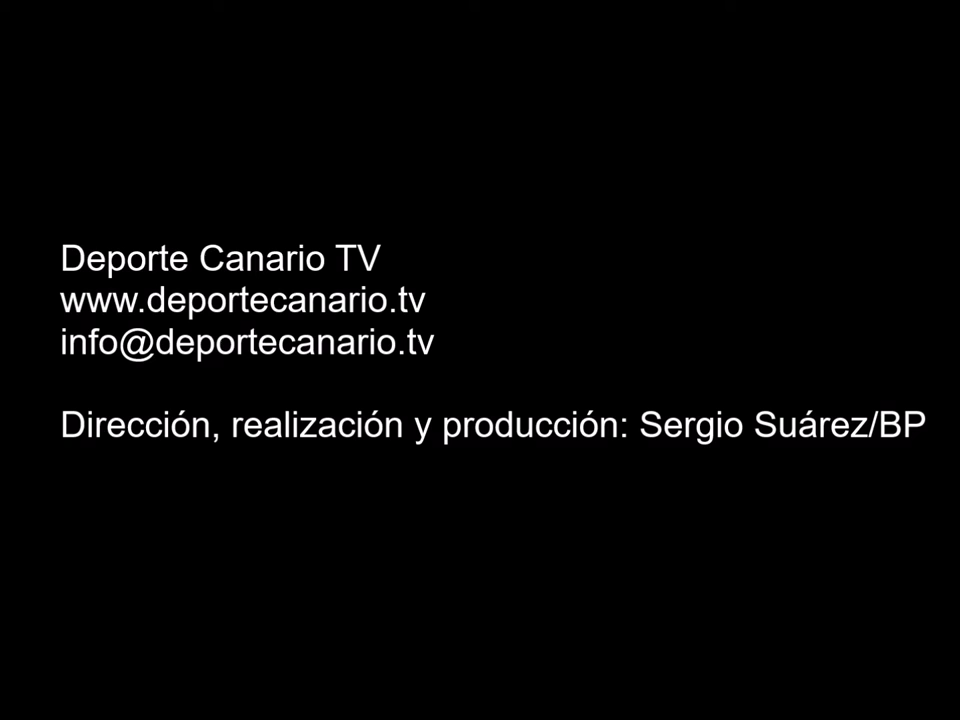 Deporte Canario TV
www.deportecanario.tv
info@deportecanario.tv
Dirección, realización y producción: Sergio Suárez/BP